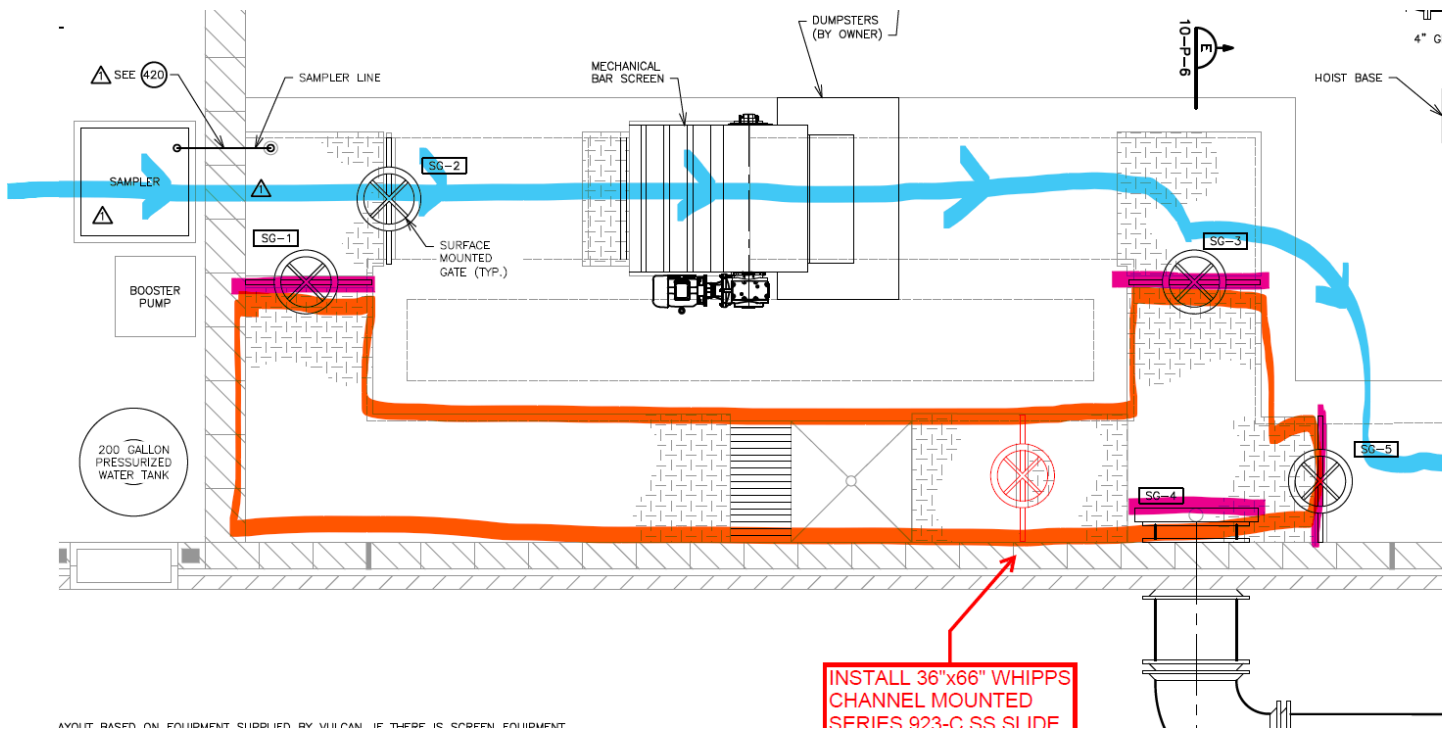 DUMPSTERS
(BY OWNER)
10-P-6
E
4" G
1 SEE 420
SAMPLER LINE
MECHANICAL
BAR SCREEN
HOIST BASE
SG-2
SAMPLER
1
1
SG-1
SURFACE
MOUNTED
GATE (TYP.)
SG-3
BOOSTER
PUMP
200 GALLON
PRESSURIZED
WATER TANK
SG-5
SG-4
INSTALL 36"x66" WHIPPS
CHANNEL MOUNTED
SERIES 923-C SS SLIDE
AYOUT BASED ON EQUIPMENT SUPPLIED BY VULCAN. IF THERE IS SCREEN EQUIPMENT